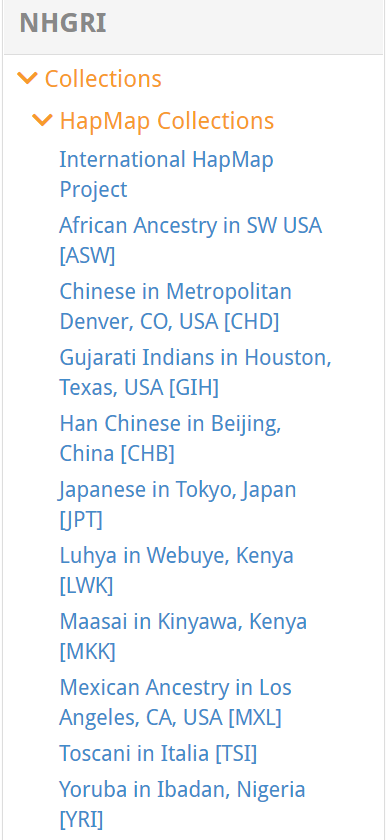 NHGRI
Collections
HapMap Collections
International HapMap
Project
African Ancestry in SW USA
[ASW]
Chinese in Metropolitan
Denver, CO, USA [CHD]
Gujarati Indians in Houston,
Texas, USA [GIH]
Han Chinese in Beijing,
China [CHB]
Japanese in Tokyo, Japan
[JPT]
Luhya in Webuye, Kenya
[LWK]
Maasai in Kinyawa, Kenya
[MKK]
Mexican Ancestry in Los
Angeles, CA, USA [MXL]
Toscani in Italia [TSI]
Yoruba in Ibadan, Nigeria
[YRI]